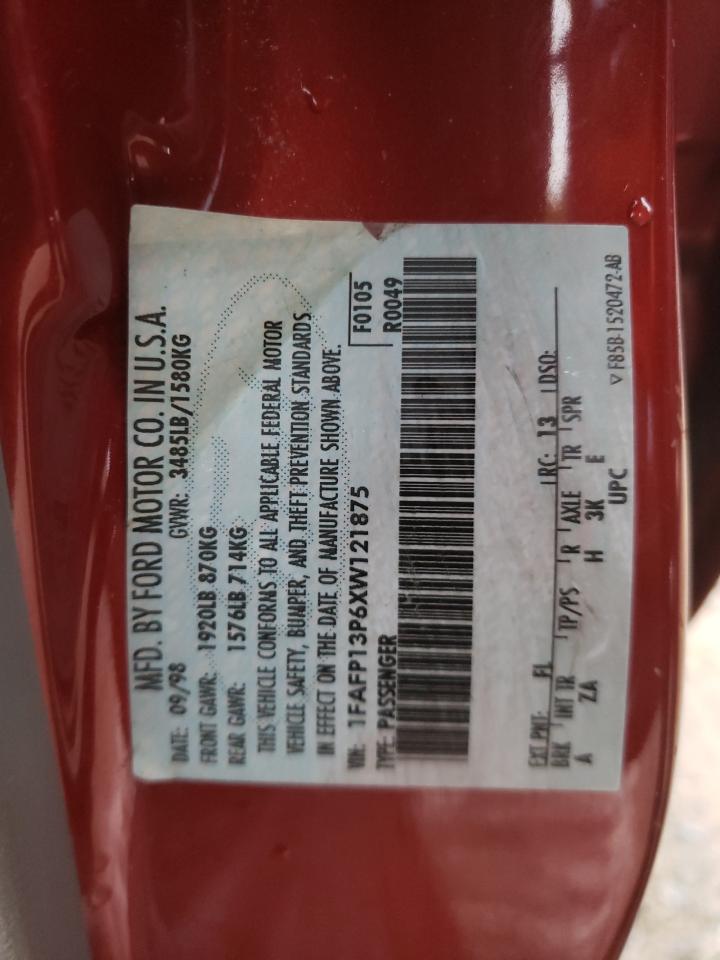 MFD. BY FORD MOTOR CO. IN U.S.A.
DATE: 09/98 GVWR: 3485LB/1580KG
FRONT GAWR: 1920LB 870KG
REAR GAWR: 1576LB 714KG
THIS VEHICLE CONFORMS TO ALL APPLICABLE FEDERAL MOTOR
VEHICLE SAFETY, BUMPER, AND THEFT PREVENTION STANDARDS
IN EFFECT ON THE DATE OF MANUFACTURE SHOWN ABOVE.
VIN: 1FAFP13P6XW121875 F0105
TYPE: PASSENGER R0049
EXT PNT: FL RC: 13 DSO:
BRK INT TR TP/PS R AXLE TR SPR
A ZA H 3K E
UPC
▽ F85B-1520472-AB